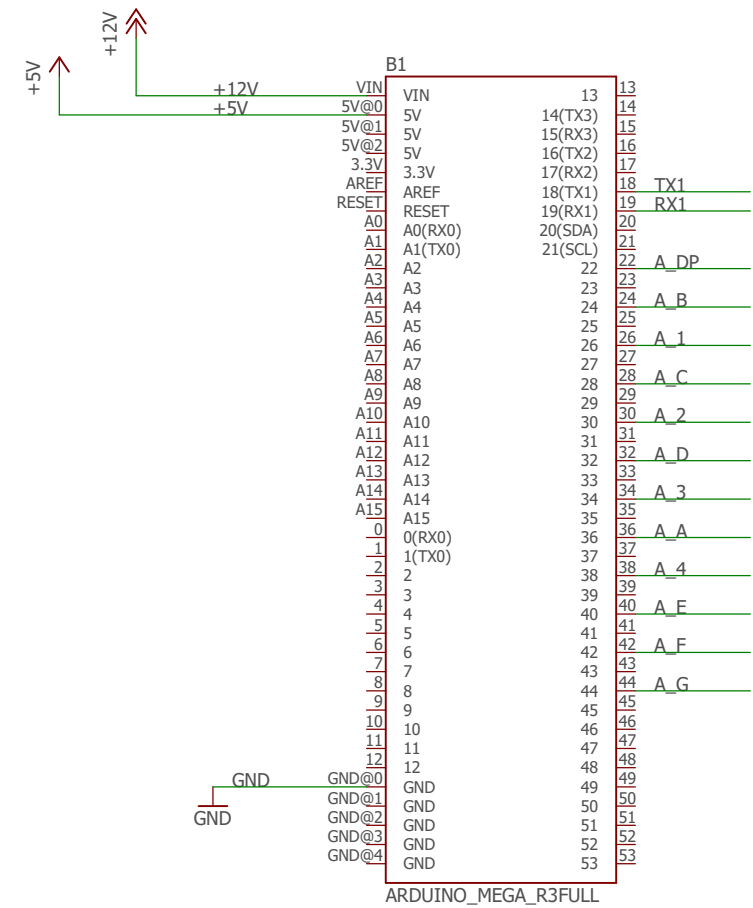 +12V
+5V
B1
VIN VIN 13 13
+12V
5V@0 5V 14(TX3) 14
+5V
5V@1 5V 15(RX3) 15
5V@2 5V 16(TX2) 16
3.3V 3.3V 17(RX2) 17
AREF AREF 18(TX1) 18 TX1
RESET RESET 19(RX1) 19 RX1
A0 A0(RX0) 20(SDA) 20
A1 A1(TX0) 21(SCL) 21
A2 A2 22 22 A_DP
A3 A3 23 23
A4 A4 24 24 A_B
A5 A5 25 25
A6 A6 26 26 A_1
A7 A7 27 27
A8 A8 28 28 A_C
A9 A9 29 29
A10 A10 30 30 A_2
A11 A11 31 31
A12 A12 32 32 A_D
A13 A13 33 33
A14 A14 34 34 A_3
A15 A15 35 35
0 0(RX0) 36 36 A_A
1 1(TX0) 37 37
2 2 38 38 A_4
3 3 39 39
4 4 40 40 A_E
5 5 41 41
6 6 42 42 A_F
7 7 43 43
8 8 44 44 A_G
9 9 45 45
10 10 46 46
11 11 47 47
12 12 48 48
GND GND@0 GND 49 49
GND@1 GND 50 50
GND
GND@2 GND 51 51
GND@3 GND 52 52
GND@4 GND 53 53
ARDUINO_MEGA_R3FULL